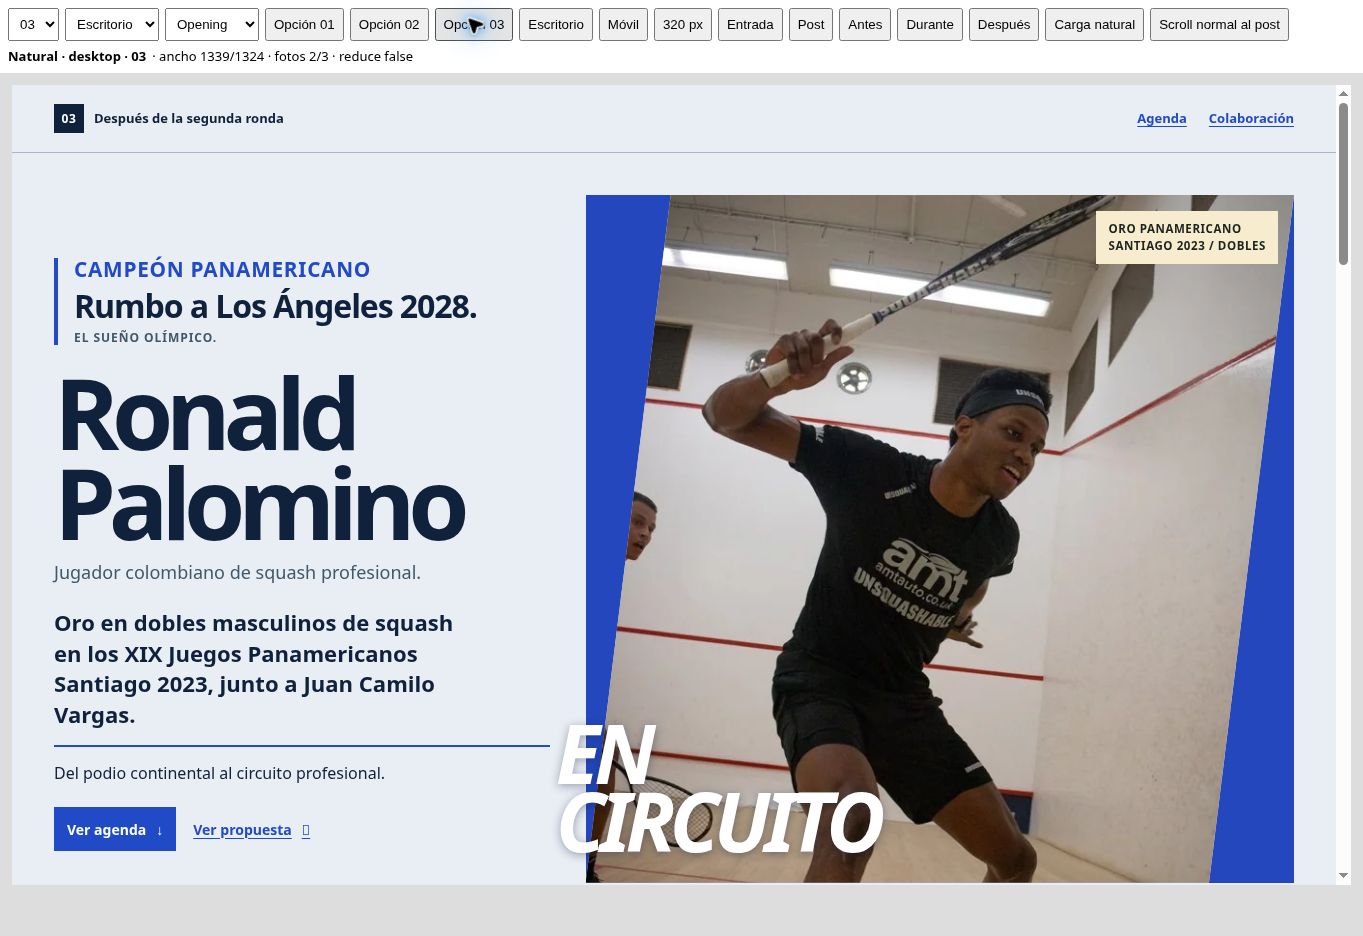 03 Escritorio Opening Opción 01 Opción 02 Opción 03 Escritorio Móvil 320 px Entrada Post Antes Durante Después Carga natural Scroll normal al post
Natural · desktop · 03 · ancho 1339/1324 · fotos 2/3 · reduce false
03 Después de la segunda ronda
Agenda Colaboración
CAMPEÓN PANAMERICANO
Rumbo a Los Ángeles 2028.
EL SUEÑO OLÍMPICO.
Ronald
Palomino
Jugador colombiano de squash profesional.
Oro en dobles masculinos de squash
en los XIX Juegos Panamericanos
Santiago 2023, junto a Juan Camilo
Vargas.
Del podio continental al circuito profesional.
Ver agenda ↓ Ver propuesta
ORO PANAMERICANO
SANTIAGO 2023 / DOBLES
amt
amtauto.co.uk
UNSQUASHABLE
EN
CIRCUITO